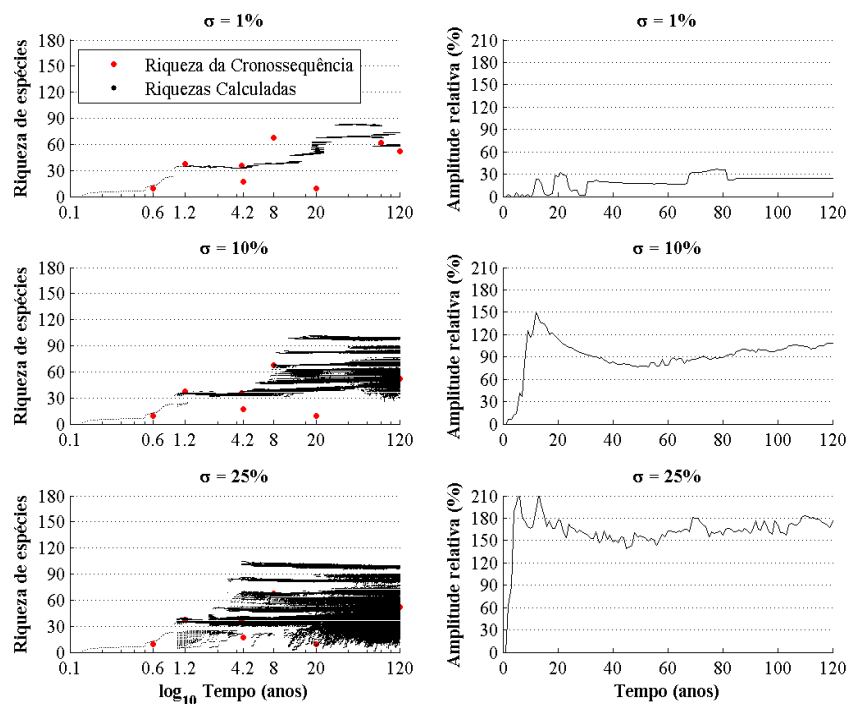 σ = 1%
Riqueza de espécies
180
150
120
90
60
30
0
Riqueza da Cronossequência
Riquezas Calculadas
0.1 0.6 1.2 4.2 8 20 120
σ = 1%
Amplitude relativa (%)
210
180
150
120
90
60
30
0
0 20 40 60 80 100 120
σ = 10%
Riqueza de espécies
180
150
120
90
60
30
0
0.1 0.6 1.2 4.2 8 20 120
σ = 10%
Amplitude relativa (%)
210
180
150
120
90
60
30
0
0 20 40 60 80 100 120
σ = 25%
Riqueza de espécies
180
150
120
90
60
30
0
0.1 0.6 1.2 4.2 8 20 120
log10 Tempo (anos)
σ = 25%
Amplitude relativa (%)
210
180
150
120
90
60
30
0
0 20 40 60 80 100 120
Tempo (anos)